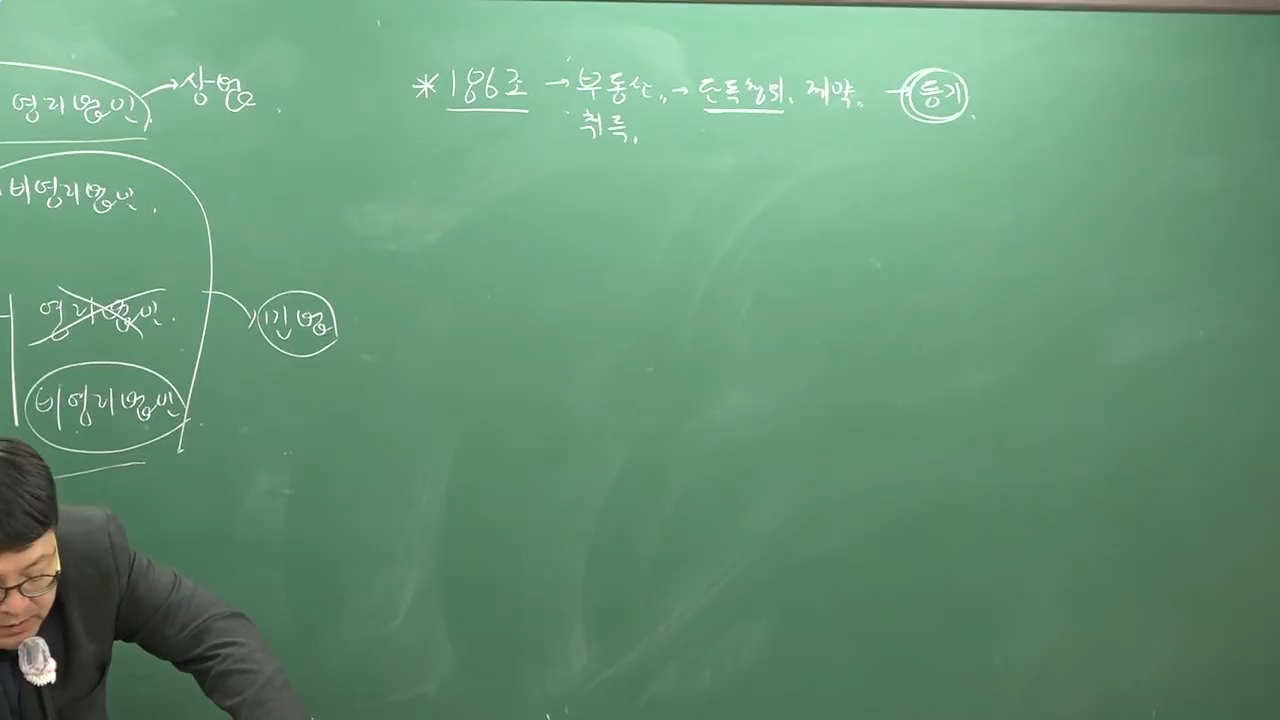 영리법인 → 상법.
비영리법인.
영리법인.
비영리법인.
민법
* 186조 → 부동산. → 단독행위, 계약. → 등기.
취득.